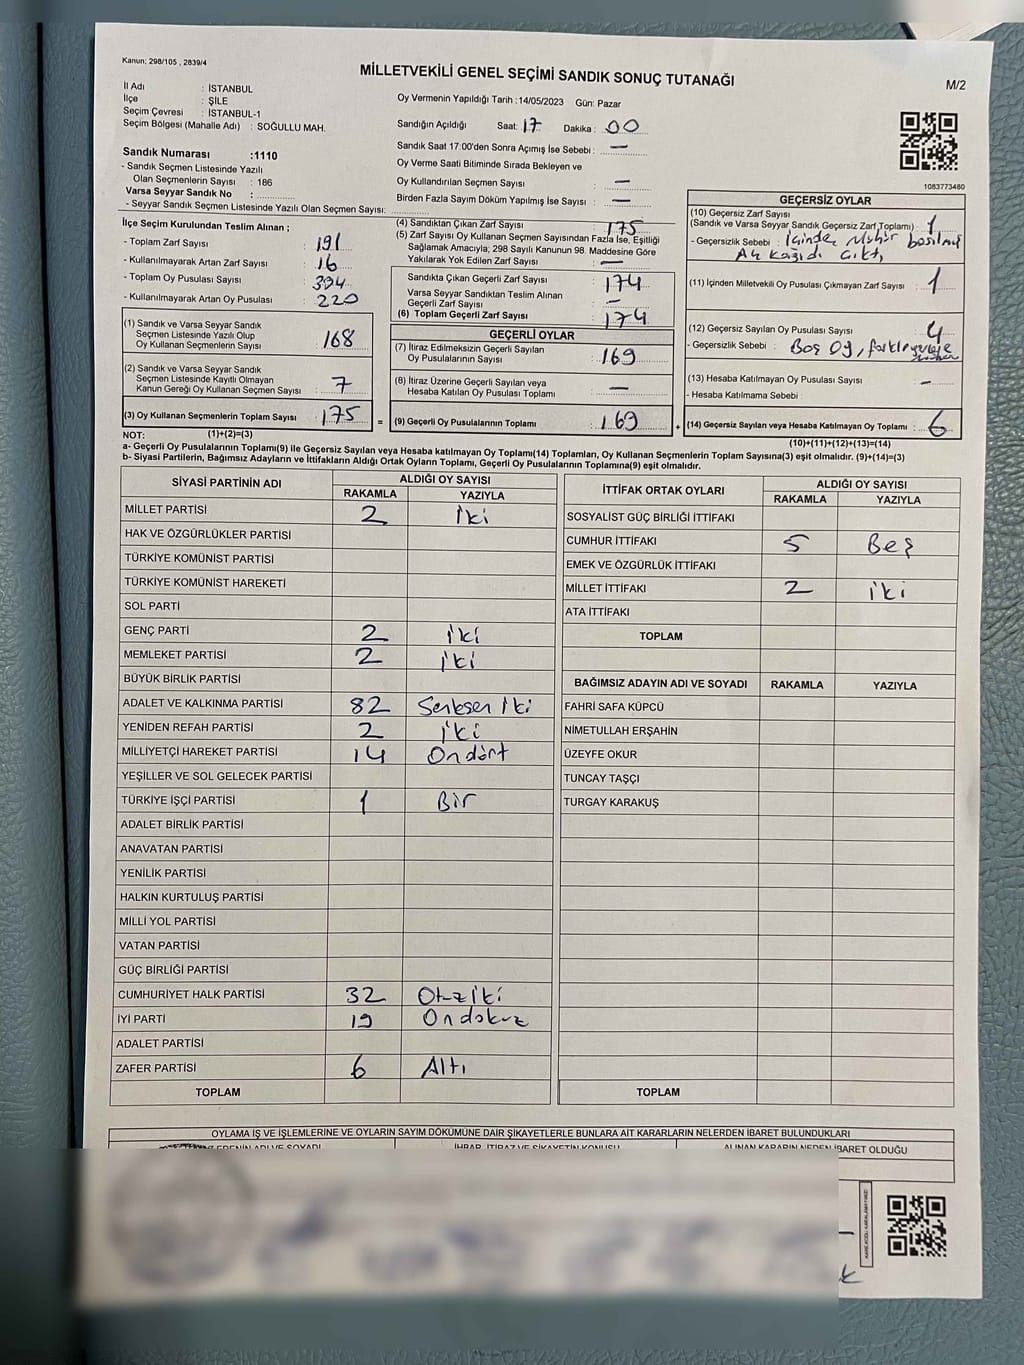 Kanun: 298/105 , 2839/4
MİLLETVEKİLİ GENEL SEÇİMİ SANDIK SONUÇ TUTANAĞI
M/2
İl Adı : İSTANBUL
İlçe : ŞİLE
Seçim Çevresi : İSTANBUL-1
Seçim Bölgesi (Mahalle Adı) : SOĞULLU MAH.
Oy Vermenin Yapıldığı Tarih :14/05/2023 Gün: Pazar
Sandığın Açıldığı Saat: 17 Dakika : 00
Sandık Saat 17:00'den Sonra Açımış İse Sebebi : —
Oy Verme Saati Bitiminde Sırada Bekleyen ve
Oy Kullandırılan Seçmen Sayısı : —
Birden Fazla Sayım Döküm Yapılmış İse Sayısı : —
1083773480
Sandık Numarası :1110
- Sandık Seçmen Listesinde Yazılı
Olan Seçmenlerin Sayısı : 186
Varsa Seyyar Sandık No :
- Seyyar Sandık Seçmen Listesinde Yazılı Olan Seçmen Sayısı:
İlçe Seçim Kurulundan Teslim Alınan ;
- Toplam Zarf Sayısı : 191
- Kullanılmayarak Artan Zarf Sayısı : 16
- Toplam Oy Pusulası Sayısı : 394
- Kullanılmayarak Artan Oy Pusulası : 220
(1) Sandık ve Varsa Seyyar Sandık
Seçmen Listesinde Yazılı Olup
Oy Kullanan Seçmenlerin Sayısı : 168
(2) Sandık ve Varsa Seyyar Sandık
Seçmen Listesinde Kayıtlı Olmayan
Kanun Gereği Oy Kullanan Seçmen Sayısı : 7
(3) Oy Kullanan Seçmenlerin Toplam Sayısı : 175
(1)+(2)=(3)
(4) Sandıktan Çıkan Zarf Sayısı : 175
(5) Zarf Sayısı Oy Kullanan Seçmen Sayısından Fazla İse, Eşitliği
Sağlamak Amacıyla; 298 Sayılı Kanunun 98. Maddesine Göre
Yakılarak Yok Edilen Zarf Sayısı : —
Sandıkta Çıkan Geçerli Zarf Sayısı : 174
Varsa Seyyar Sandıktan Teslim Alınan
Geçerli Zarf Sayısı : —
(6) Toplam Geçerli Zarf Sayısı : 174
GEÇERLİ OYLAR
(7) İtiraz Edilmeksizin Geçerli Sayılan
Oy Pusulalarının Sayısı : 169
(8) İtiraz Üzerine Geçerli Sayılan veya
Hesaba Katılan Oy Pusulası Toplamı : —
= (9) Geçerli Oy Pusulalarının Toplamı : 169 +
GEÇERSİZ OYLAR
(10) Geçersiz Zarf Sayısı
(Sandık ve Varsa Seyyar Sandık Geçersiz Zarf Toplamı) : 1
- Geçersizlik Sebebi : İçinden Mühür basılmış
A4 kağıdı çıktı
(11) İçinden Milletvekili Oy Pusulası Çıkmayan Zarf Sayısı : 1
(12) Geçersiz Sayılan Oy Pusulası Sayısı : 4
- Geçersizlik Sebebi : Boş Oy, farklı
(13) Hesaba Katılmayan Oy Pusulası Sayısı : -
- Hesaba Katılmama Sebebi :
(14) Geçersiz Sayılan veya Hesaba Katılmayan Oy Toplamı : 6
(10)+(11)+(12)+(13)=(14)
NOT:
a- Geçerli Oy Pusulalarının Toplamı(9) ile Geçersiz Sayılan veya Hesaba katılmayan Oy Toplamı(14) Toplamları, Oy Kullanan Seçmenlerin Toplam Sayısına(3) eşit olmalıdır. (9)+(14)=(3)
b- Siyasi Partilerin, Bağımsız Adayların ve İttifakların Aldığı Ortak Oyların Toplamı, Geçerli Oy Pusulalarının Toplamına(9) eşit olmalıdır.
SİYASİ PARTİNİN ADI ALDIĞI OY SAYISI
RAKAMLA YAZIYLA
MİLLET PARTİSİ 2 İki
HAK VE ÖZGÜRLÜKLER PARTİSİ
TÜRKİYE KOMÜNİST PARTİSİ
TÜRKİYE KOMÜNİST HAREKETİ
SOL PARTİ
GENÇ PARTİ 2 İki
MEMLEKET PARTİSİ 2 İki
BÜYÜK BİRLİK PARTİSİ
ADALET VE KALKINMA PARTİSİ 82 Seksen İki
YENİDEN REFAH PARTİSİ 2 İki
MİLLİYETÇİ HAREKET PARTİSİ 14 Ondört
YEŞİLLER VE SOL GELECEK PARTİSİ
TÜRKİYE İŞÇİ PARTİSİ 1 Bir
ADALET BİRLİK PARTİSİ
ANAVATAN PARTİSİ
YENİLİK PARTİSİ
HALKIN KURTULUŞ PARTİSİ
MİLLİ YOL PARTİSİ
VATAN PARTİSİ
GÜÇ BİRLİĞİ PARTİSİ
CUMHURİYET HALK PARTİSİ 32 Otuz İki
İYİ PARTİ 19 Ondokuz
ADALET PARTİSİ
ZAFER PARTİSİ 6 Altı
TOPLAM
İTTİFAK ORTAK OYLARI ALDIĞI OY SAYISI
RAKAMLA YAZIYLA
SOSYALİST GÜÇ BİRLİĞİ İTTİFAKI
CUMHUR İTTİFAKI 5 Beş
EMEK VE ÖZGÜRLÜK İTTİFAKI
MİLLET İTTİFAKI 2 İki
ATA İTTİFAKI
TOPLAM
BAĞIMSIZ ADAYIN ADI VE SOYADI RAKAMLA YAZIYLA
FAHRİ SAFA KÜPCÜ
NİMETULLAH ERŞAHİN
ÜZEYFE OKUR
TUNCAY TAŞÇI
TURGAY KARAKUŞ
TOPLAM
OYLAMA İŞ VE İŞLEMLERİNE VE OYLARIN SAYIM DÖKÜMÜNE DAİR ŞİKAYETLERLE BUNLARA AİT KARARLARIN NELERDEN İBARET BULUNDUKLARI
EDENİN ADI VE SOYADI İHBAR, İTİRAZ VE ŞİKAYETİN KONUSU ALINAN KARARIN NEDEN İBARET OLDUĞU